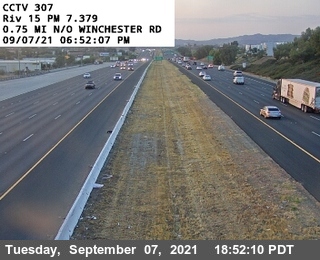 CCTV 307
Riv 15 PM 7.379
0.75 MI N/O WINCHESTER RD
09/07/21 06:52:07 PM
Tuesday, September 07, 2021 18:52:10 PDT